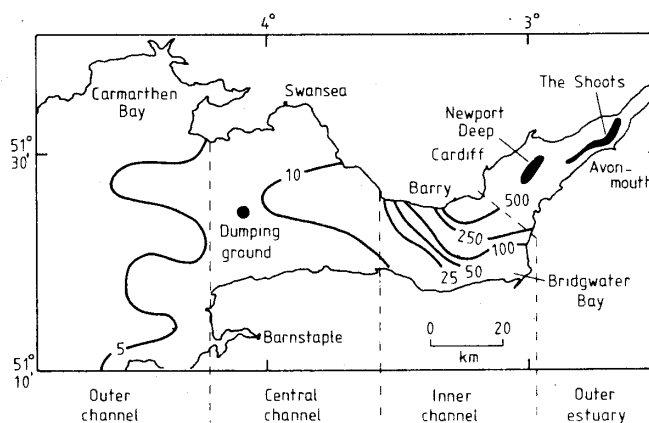 4°
3°
The Shoots
Carmarthen
Bay
Swansea
Newport
Deep
51°
30'
Cardiff
Avon-
mouth
10
Barry
500
Dumping
ground
250
100
50
25
Bridgwater
Bay
0 20
km
5
Barnstaple
51°
10'
Outer
channel
Central
channel
Inner
channel
Outer
estuary